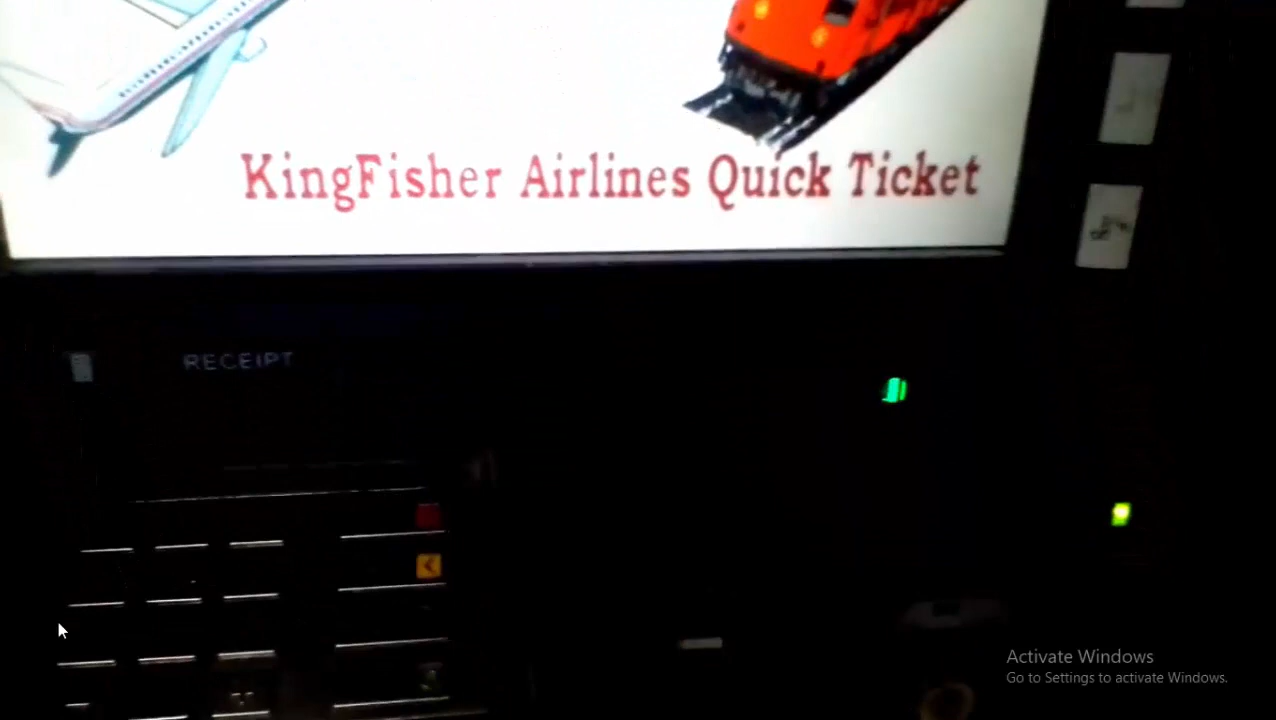 KingFisher Airlines Quick Ticket
RECEIPT
Activate Windows
Go to Settings to activate Windows.